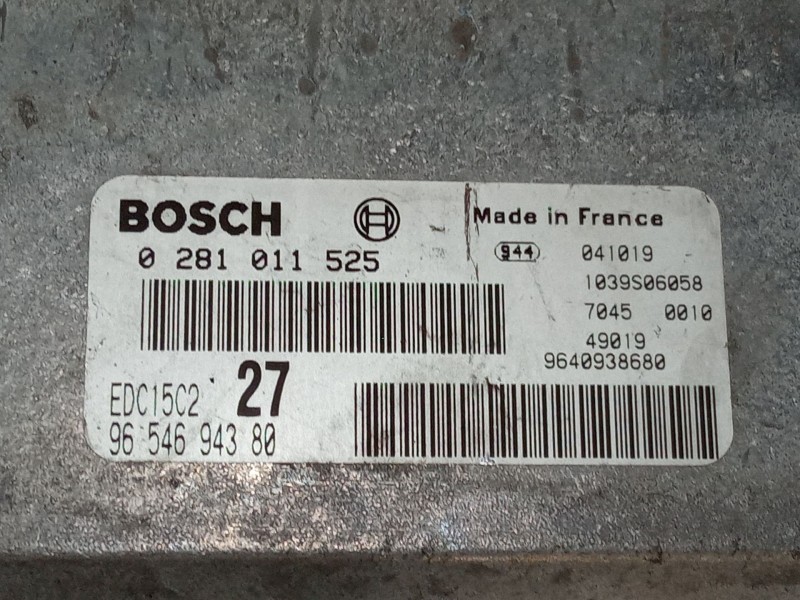 BOSCH
Made in France
0 281 011 525
944 041019
1039S06058
7045 0010
49019
9640938680
EDC15C2 27
96 546 943 80